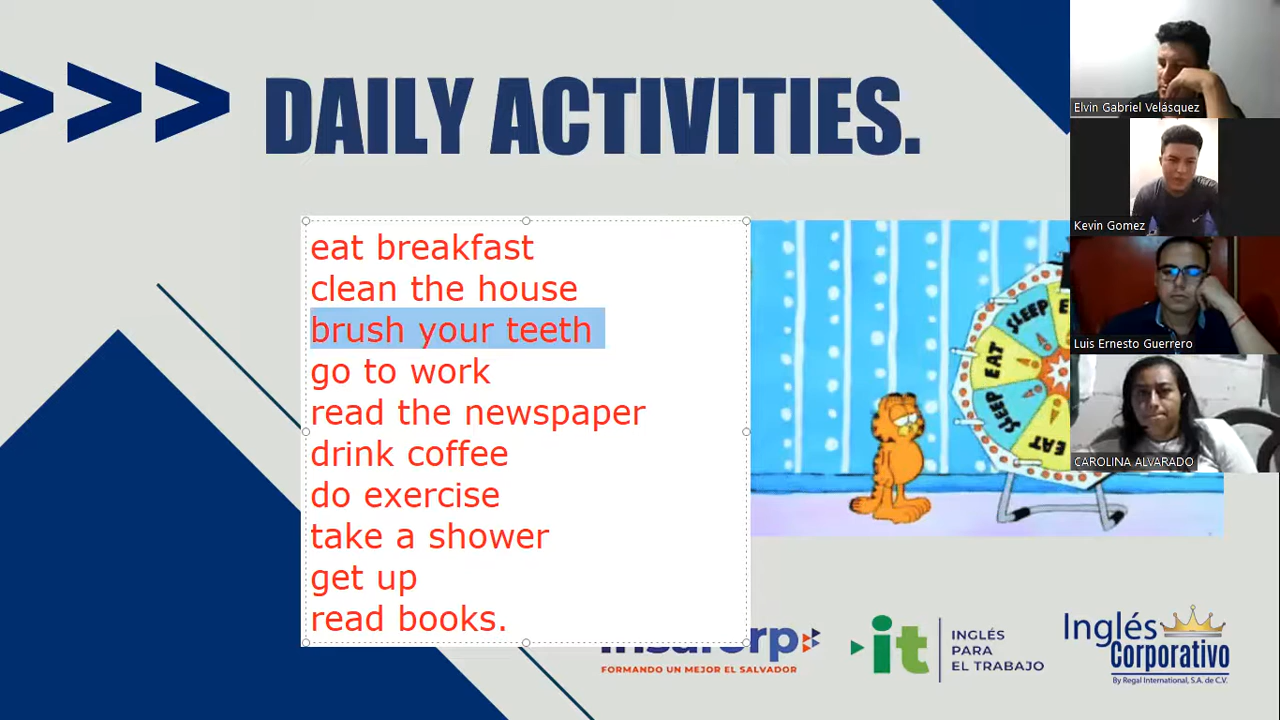 >>> DAILY ACTIVITIES.
eat breakfast
clean the house
brush your teeth
go to work
read the newspaper
drink coffee
do exercise
take a shower
get up
read books.
SLEEP
EAT
SLEEP
EAT
FORMANDO UN MEJOR EL SALVADOR
it
INGLÉS
PARA
EL TRABAJO
Inglés
Corporativo
By Regal International, S.A. de C.V.
Elvin Gabriel Velásquez
Kevin Gomez
Luis Ernesto Guerrero
CAROLINA ALVARADO